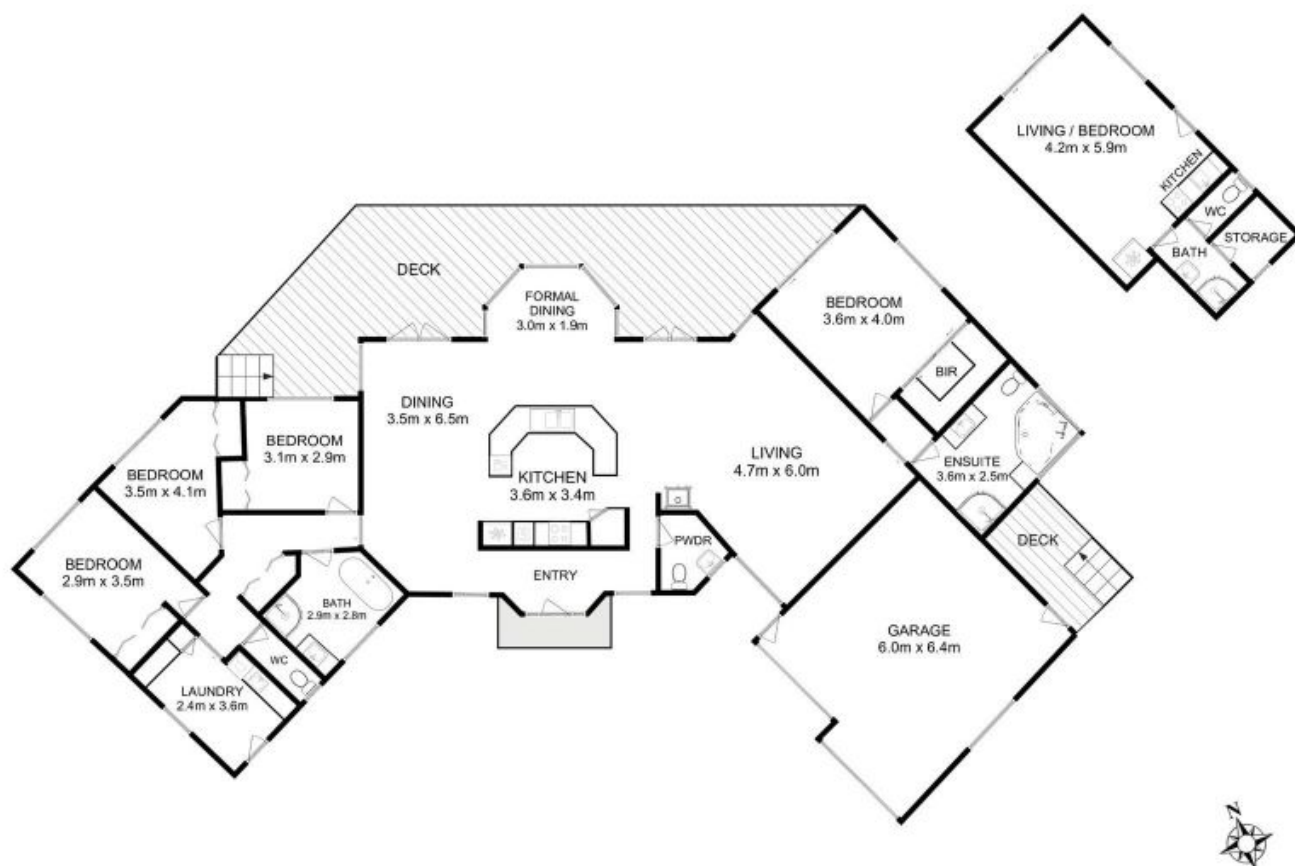 LIVING / BEDROOM
4.2m x 5.9m
KITCHEN
WC
BATH
STORAGE
DECK
FORMAL
DINING
3.0m x 1.9m
BEDROOM
3.6m x 4.0m
BIR
DINING
3.5m x 6.5m
BEDROOM
3.1m x 2.9m
BEDROOM
3.5m x 4.1m
KITCHEN
3.6m x 3.4m
LIVING
4.7m x 6.0m
ENSUITE
3.6m x 2.5m
BEDROOM
2.9m x 3.5m
PWDR
DECK
ENTRY
BATH
2.9m x 2.8m
GARAGE
6.0m x 6.4m
WC
LAUNDRY
2.4m x 3.6m
N